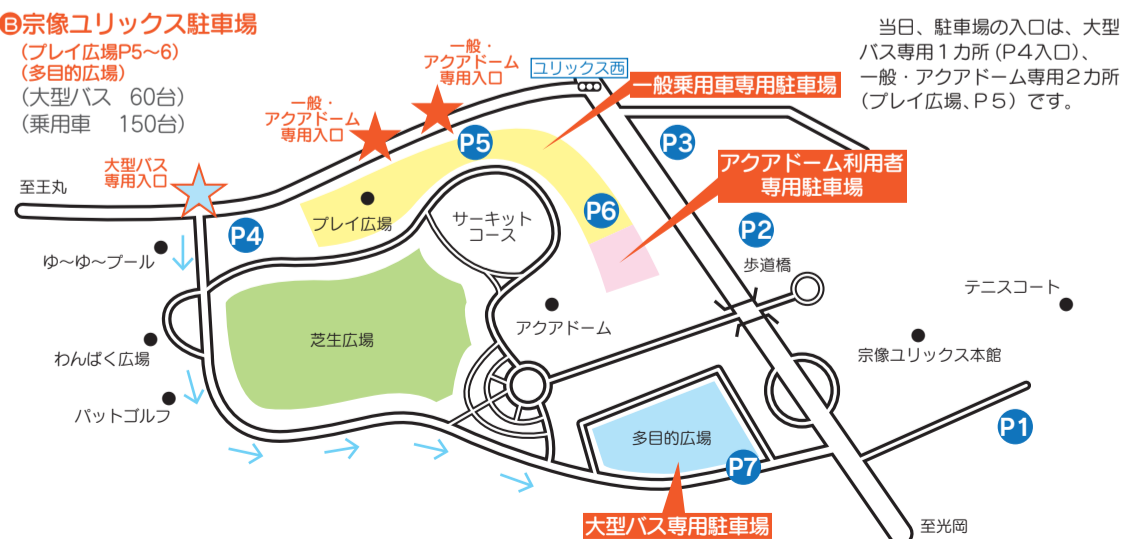 Ⓑ宗像ユリックス駐車場
(プレイ広場P5〜6)
(多目的広場)
(大型バス 60台)
(乗用車 150台)
当日、駐車場の入口は、大型
バス専用1カ所(P4入口)、
一般・アクアドーム専用2カ所
(プレイ広場、P5)です。
一般・
アクアドーム
専用入口
ユリックス西
一般乗用車専用駐車場
一般・
アクアドーム
専用入口
P5
P3
大型バス
専用入口
アクアドーム利用者
専用駐車場
至王丸
プレイ広場
サーキット
コース
P6
P4
P2
ゆ〜ゆ〜プール
歩道橋
テニスコート
アクアドーム
芝生広場
わんぱく広場
宗像ユリックス本館
パットゴルフ
多目的広場
P1
P7
大型バス専用駐車場
至光岡